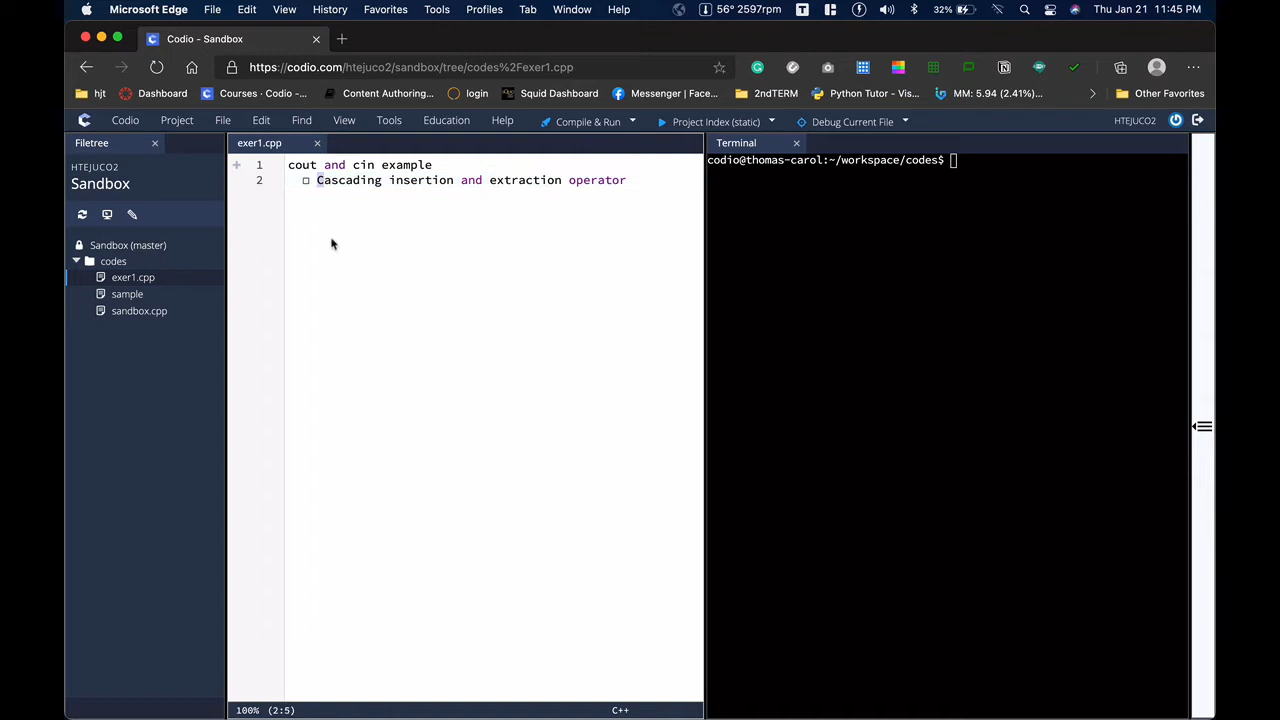 Microsoft Edge File Edit View History Favorites Tools Profiles Tab Window Help 56° 2597rpm 32% Thu Jan 21 11:45 PM
Codio - Sandbox
https://codio.com/htejuco2/sandbox/tree/codes%2Fexer1.cpp
hjt Dashboard Courses - Codio -... Content Authoring... login Squid Dashboard Messenger | Face... 2ndTERM Python Tutor - Vis... MM: 5.94 (2.41%)... Other Favorites
Codio Project File Edit Find View Tools Education Help Compile & Run Project Index (static) Debug Current File HTEJUCO2
Filetree exer1.cpp Terminal
HTEJUCO2
Sandbox
Sandbox (master)
codes
exer1.cpp
sample
sandbox.cpp
1 cout and cin example
2 Cascading insertion and extraction operator
codio@thomas-carol:~/workspace/codes$
100% (2:5) C++